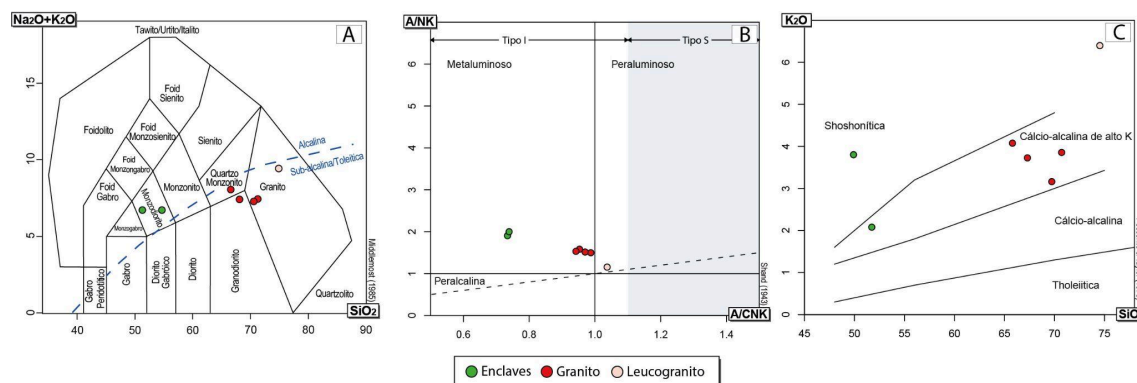 Na2O+K2O
A
Tawito/Urtito/Italito
Foid
Sienito
Foidolito
Foid
Monzosienito
Sienito
Alcalina
Sub-alcalina/Toleítica
Foid
Monzongabro
Quartzo
Monzonito
Granito
Foid
Gabro
Monzodiorito
Monzonito
Monzogabro
Gabro
Peridotítico
Gabro
Diorito
Gabróico
Diorito
Granodiorito
Quartzolito
Middlemost (1985)
0
5
10
15
40 50 60 70 80 90
SiO2
A/NK
B
Tipo I
Tipo S
Metaluminoso
Peraluminoso
Peralcalina
Shand (1943)
0
1
2
3
4
5
6
0.6 0.8 1.0 1.2 1.4
A/CNK
K2O
C
Shoshonítica
Cálcio-alcalina de alto K
Cálcio-alcalina
Tholeiítica
0
1
2
3
4
5
6
45 50 55 60 65 70 75
SiO
Enclaves Granito Leucogranito